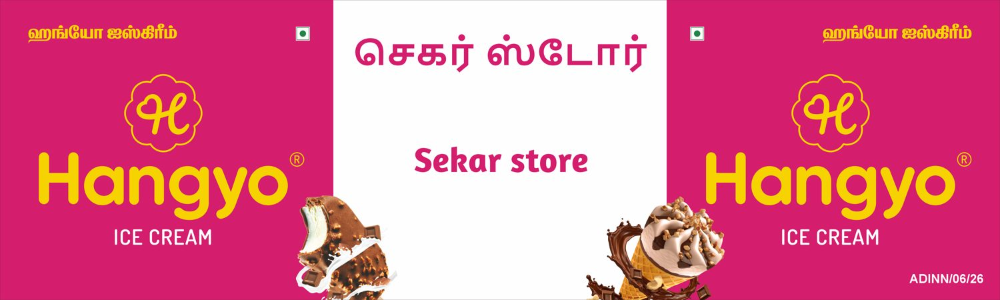 ஹங்யோ ஐஸ்கிரீம்
H
Hangyo®
ICE CREAM
செகர் ஸ்டோர்
Sekar store
ஹங்யோ ஐஸ்கிரீம்
H
Hangyo®
ICE CREAM
ADINN/06/26